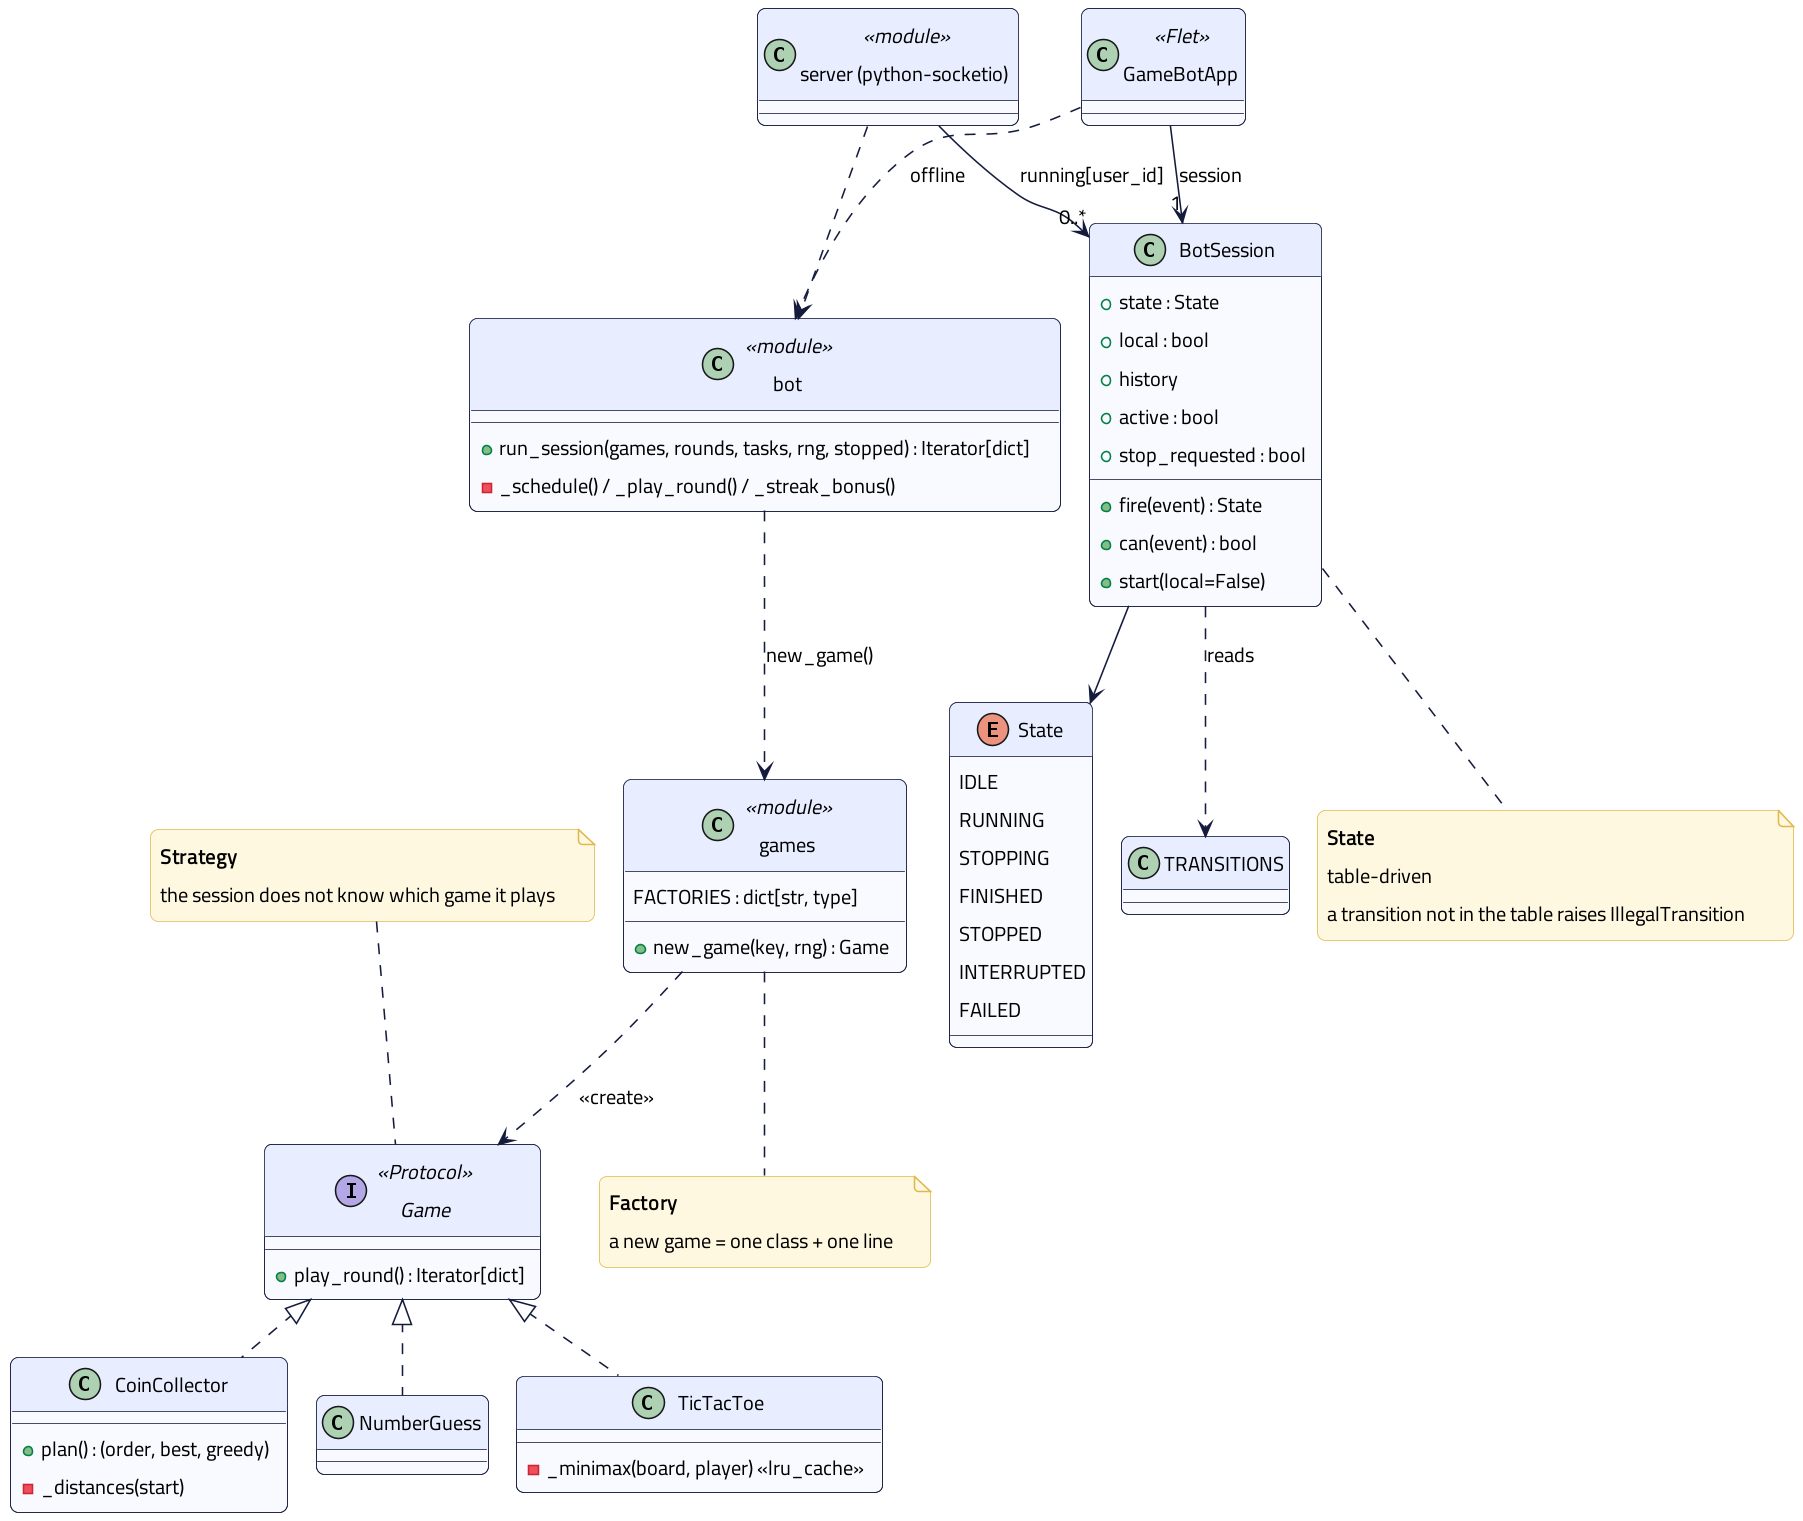 «module»
server (python-socketio)
«Flet»
GameBotApp
offline
running[user_id]
session
0..*
1
C BotSession
state : State
local : bool
history
active : bool
stop_requested : bool
fire(event) : State
can(event) : bool
start(local=False)
«module»
bot
run_session(games, rounds, tasks, rng, stopped) : Iterator[dict]
_schedule() / _play_round() / _streak_bonus()
new_game()
reads
E State
IDLE
RUNNING
STOPPING
FINISHED
STOPPED
INTERRUPTED
FAILED
C TRANSITIONS
State
table-driven
a transition not in the table raises IllegalTransition
«module»
games
FACTORIES : dict[str, type]
new_game(key, rng) : Game
Strategy
the session does not know which game it plays
«create»
«Protocol»
Game
play_round() : Iterator[dict]
Factory
a new game = one class + one line
C CoinCollector
plan() : (order, best, greedy)
_distances(start)
C NumberGuess
C TicTacToe
_minimax(board, player) «lru_cache»